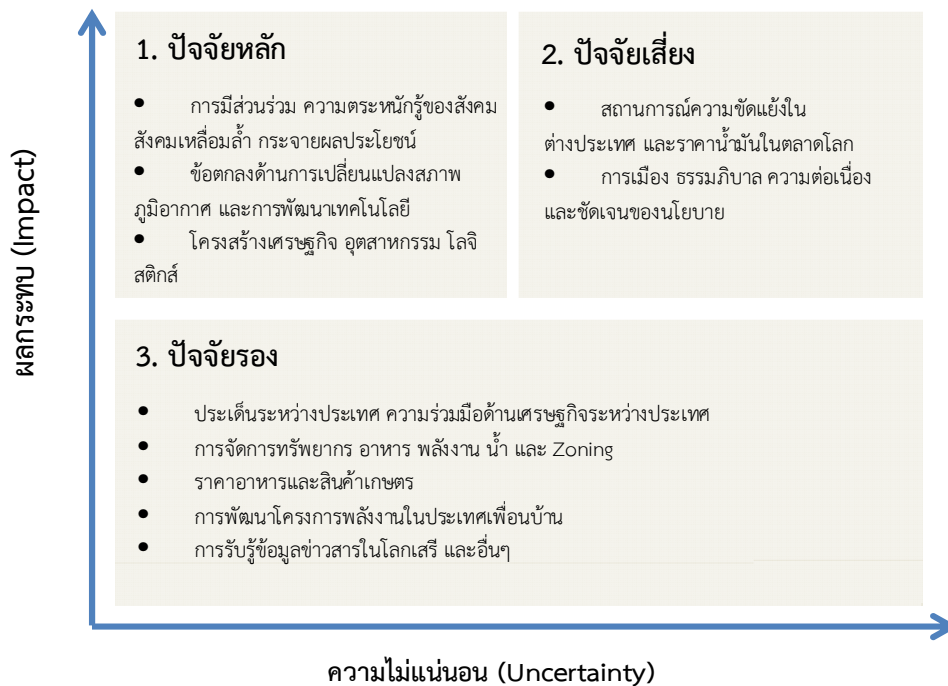 ผลกระทบ (Impact)
1. ปัจจัยหลัก
• การมีส่วนร่วม ความตระหนักรู้ของสังคม
สังคมเหลื่อมล้ำ กระจายผลประโยชน์
• ข้อตกลงด้านการเปลี่ยนแปลงสภาพ
ภูมิอากาศ และการพัฒนาเทคโนโลยี
• โครงสร้างเศรษฐกิจ อุตสาหกรรม โลจิ
สติกส์
2. ปัจจัยเสี่ยง
• สถานการณ์ความขัดแย้งใน
ต่างประเทศ และราคาน้ำมันในตลาดโลก
• การเมือง ธรรมภิบาล ความต่อเนื่อง
และชัดเจนของนโยบาย
3. ปัจจัยรอง
• ประเด็นระหว่างประเทศ ความร่วมมือด้านเศรษฐกิจระหว่างประเทศ
• การจัดการทรัพยากร อาหาร พลังงาน น้ำ และ Zoning
• ราคาอาหารและสินค้าเกษตร
• การพัฒนาโครงการพลังงานในประเทศเพื่อนบ้าน
• การรับรู้ข้อมูลข่าวสารในโลกเสรี และอื่นๆ
ความไม่แน่นอน (Uncertainty)